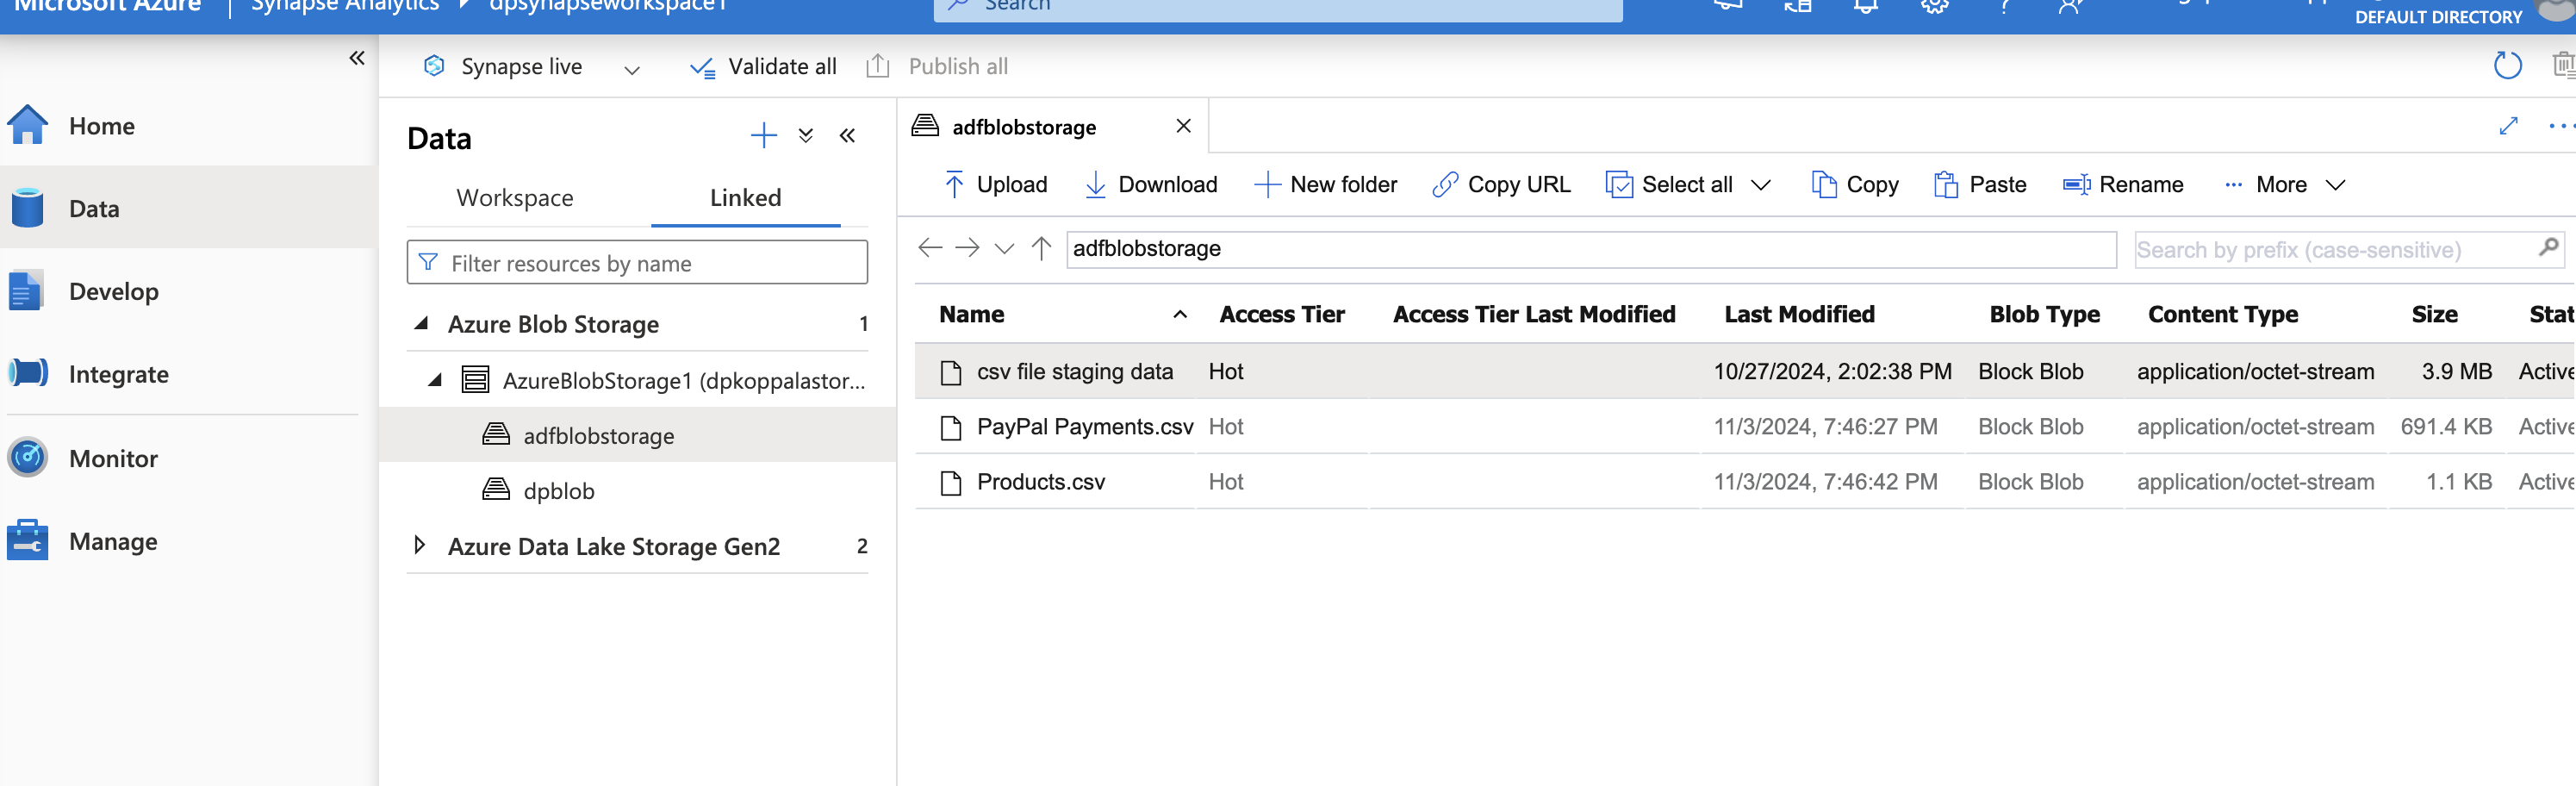 Microsoft Azure | Synapse Analytics dpsynapseworkspace1
Search
DEFAULT DIRECTORY
Synapse live
Validate all
Publish all
Home
Data
Develop
Integrate
Monitor
Manage
Data
Workspace
Linked
Filter resources by name
Azure Blob Storage 1
AzureBlobStorage1 (dpkoppalastor...
adfblobstorage
dpblob
Azure Data Lake Storage Gen2 2
adfblobstorage
Upload Download New folder Copy URL Select all Copy Paste Rename ... More
adfblobstorage
Search by prefix (case-sensitive)
Name Access Tier Access Tier Last Modified Last Modified Blob Type Content Type Size Stat
csv file staging data Hot 10/27/2024, 2:02:38 PM Block Blob application/octet-stream 3.9 MB Active
PayPal Payments.csv Hot 11/3/2024, 7:46:27 PM Block Blob application/octet-stream 691.4 KB Active
Products.csv Hot 11/3/2024, 7:46:42 PM Block Blob application/octet-stream 1.1 KB Active